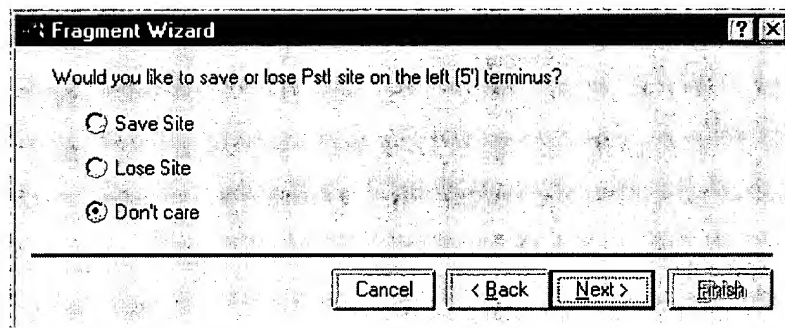 Fragment Wizard
Would you like to save or lose PstI site on the left (5') terminus?
Save Site
Lose Site
Don't care
Cancel
< Back
Next >
Finish